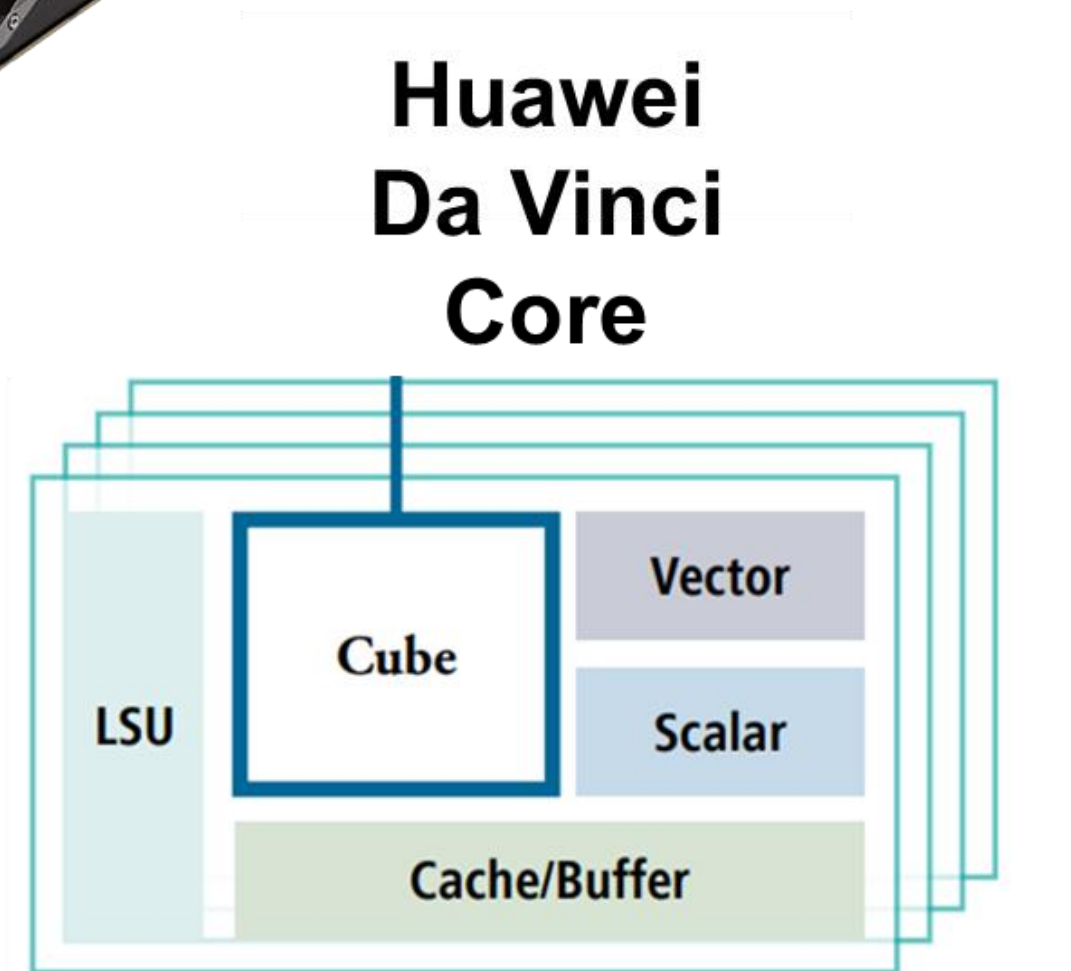 Huawei
Da Vinci
Core
Vector
Cube
LSU
Scalar
Cache/Buffer